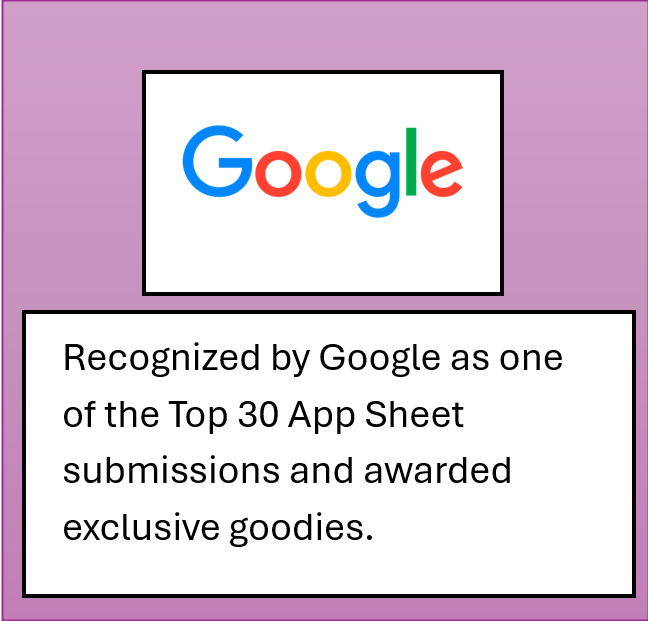 Google
Recognized by Google as one
of the Top 30 App Sheet
submissions and awarded
exclusive goodies.